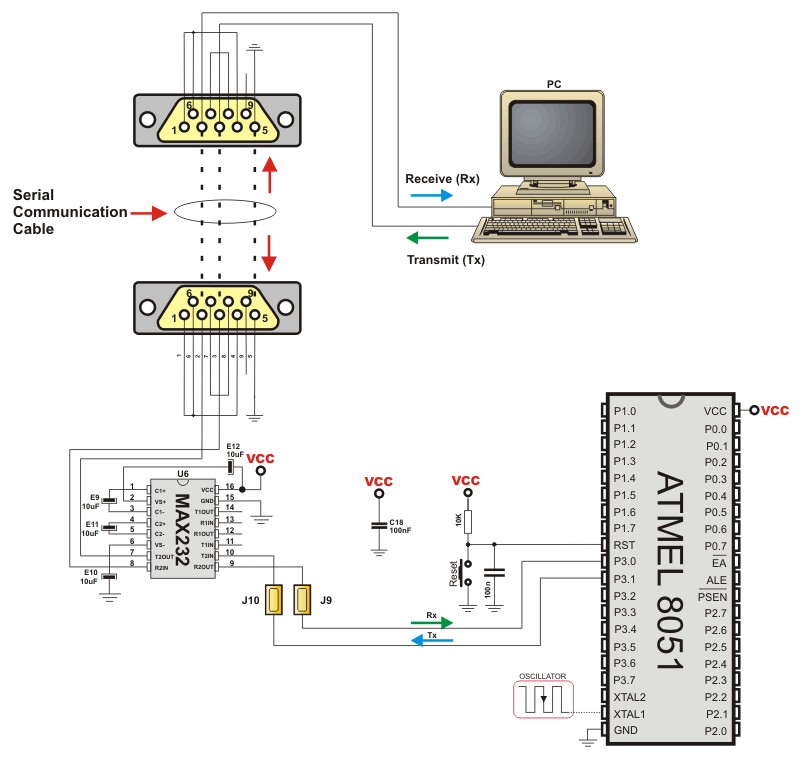 PC
6
9
1
5
Receive (Rx)
Serial
Communication
Cable
Transmit (Tx)
6
9
1
5
1
6
2
7
3
8
4
9
5
P1.0
P1.1
P1.2
P1.3
P1.4
P1.5
P1.6
P1.7
RST
P3.0
P3.1
P3.2
P3.3
P3.4
P3.5
P3.6
P3.7
XTAL2
XTAL1
GND
ATMEL 8051
VCC
P0.0
P0.1
P0.2
P0.3
P0.4
P0.5
P0.6
P0.7
EA
ALE
PSEN
P2.7
P2.6
P2.5
P2.4
P2.3
P2.2
P2.1
P2.0
VCC
E12
10uF
VCC
U6
MAX232
1
2
3
4
5
6
7
8
C1+
VS+
C1-
C2+
C2-
VS-
T2OUT
R2IN
VCC
GND
T1OUT
R1IN
R1OUT
T1IN
T2IN
R2OUT
16
15
14
13
12
11
10
9
E9
10uF
E11
10uF
E10
10uF
VCC
C18
100nF
VCC
10K
Reset
100n
J10
J9
Rx
Tx
OSCILLATOR